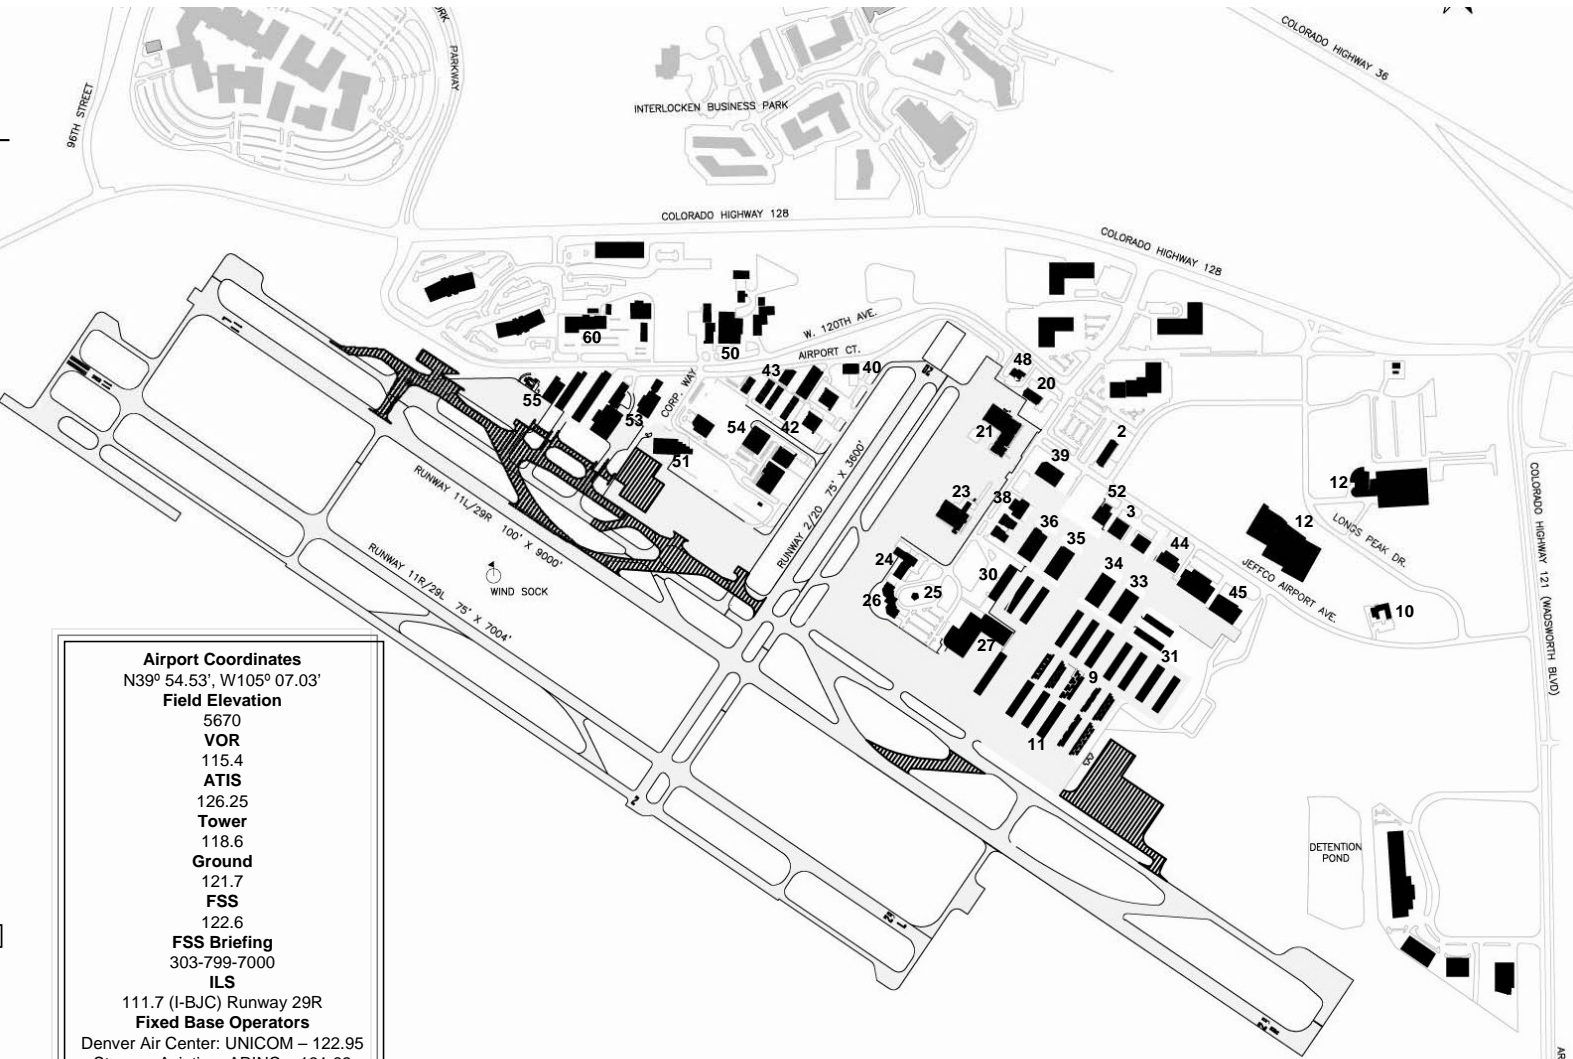 PARKWAY
COLORADO HIGHWAY 36
96TH STREET
INTERLOCKEN BUSINESS PARK
COLORADO HIGHWAY 128
COLORADO HIGHWAY 128
W. 120TH AVE.
AIRPORT CT.
CORP. WAY
60
50
43
40
48
20
55
53
51
54
42
21
2
39
12
12
LONGS PEAK DR.
COLORADO HIGHWAY 121 (WADSWORTH BLVD)
RUNWAY 11L/29R 100' X 9000'
RUNWAY 2/20 75' X 3600'
RUNWAY 11R/29L 75' X 7004'
WIND SOCK
23
38
52
3
36
35
44
JEFFCO AIRPORT AVE.
24
30
34
33
45
26
25
10
27
31
9
11
DETENTION
POND
Airport Coordinates
N39º 54.53’, W105º 07.03’
Field Elevation
5670
VOR
115.4
ATIS
126.25
Tower
118.6
Ground
121.7
FSS
122.6
FSS Briefing
303-799-7000
ILS
111.7 (I-BJC) Runway 29R
Fixed Base Operators
Denver Air Center: UNICOM – 122.95